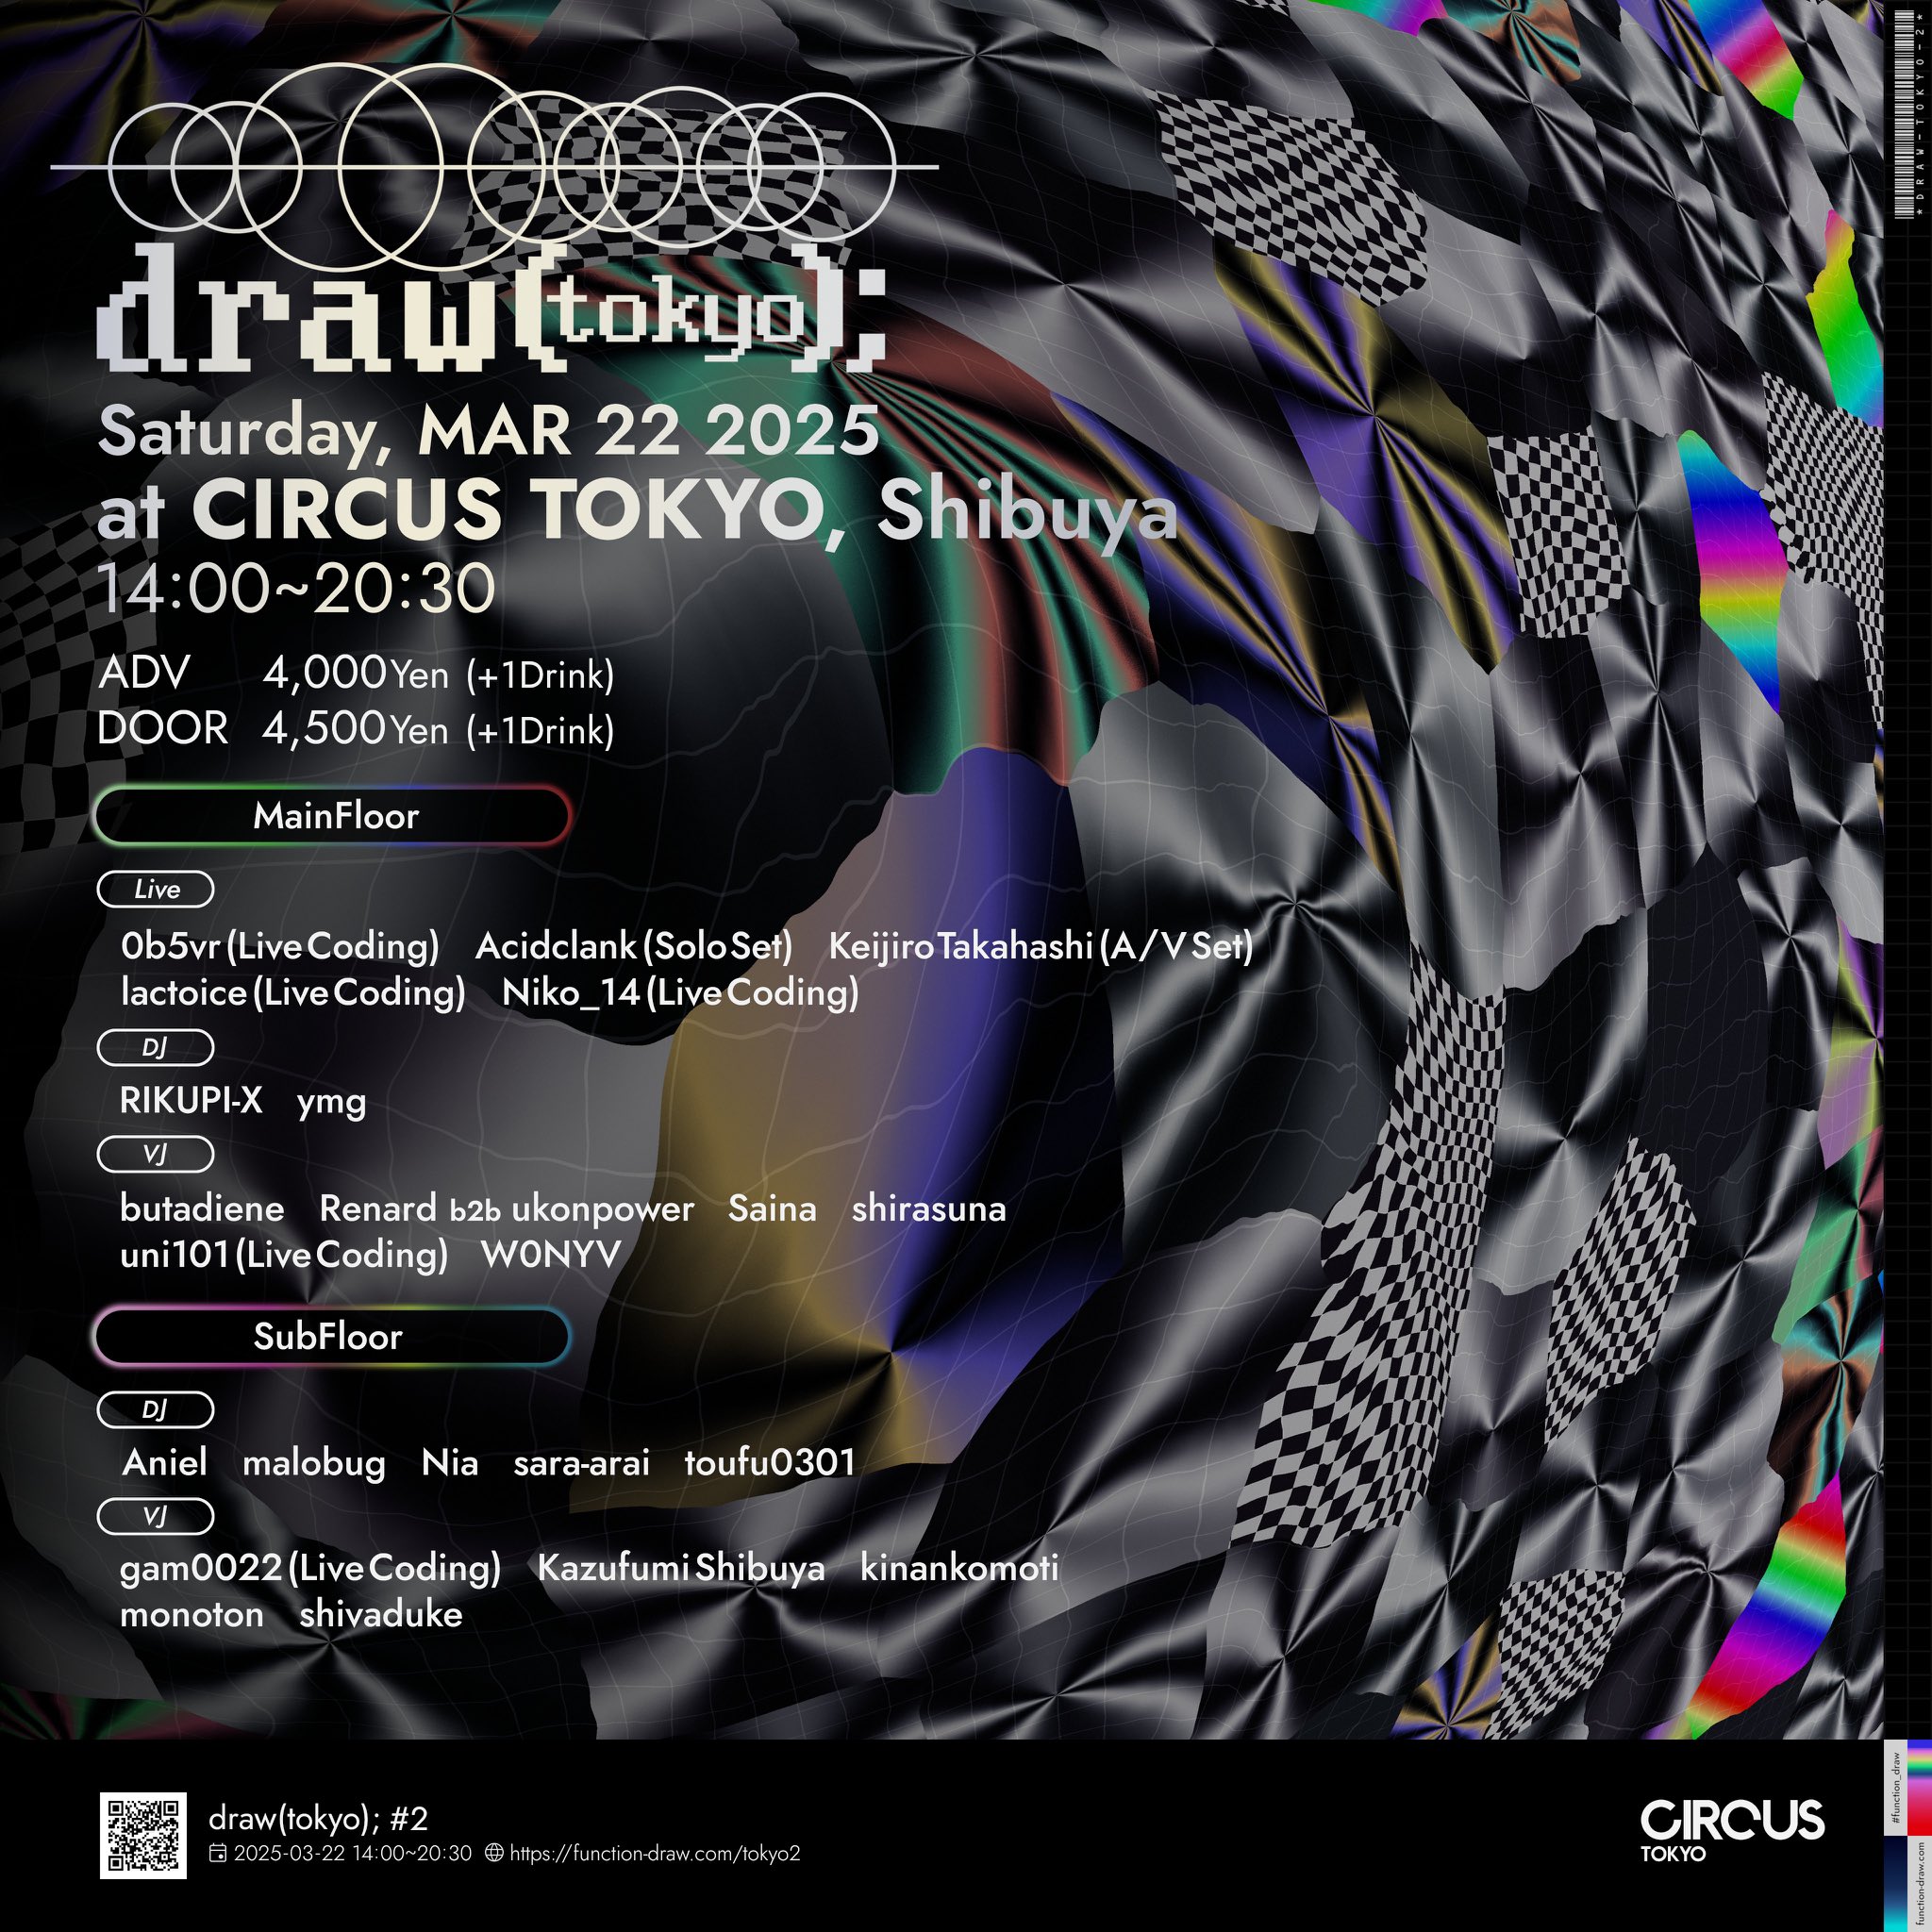 draw(tokyo);
Saturday, MAR 22 2025
at CIRCUS TOKYO, Shibuya
14:00~20:30
ADV 4,000Yen (+1Drink)
DOOR 4,500Yen (+1Drink)
MainFloor
Live
0b5vr (Live Coding) Acidclank (Solo Set) Keijiro Takahashi (A/V Set)
lactoice (Live Coding) Niko_14 (Live Coding)
DJ
RIKUPI-X ymg
VJ
butadiene Renard b2b ukonpower Saina shirasuna
uni101 (Live Coding) W0NYV
SubFloor
DJ
Aniel malobug Nia sara-arai toufu0301
VJ
gam0022 (Live Coding) Kazufumi Shibuya kinankomoti
monoton shivaduke
draw(tokyo); #2
2025-03-22 14:00~20:30 https://function-draw.com/tokyo2
CIRCUS
TOKYO
*DRAW-TOKYO-2*
#function_draw
function-draw.com